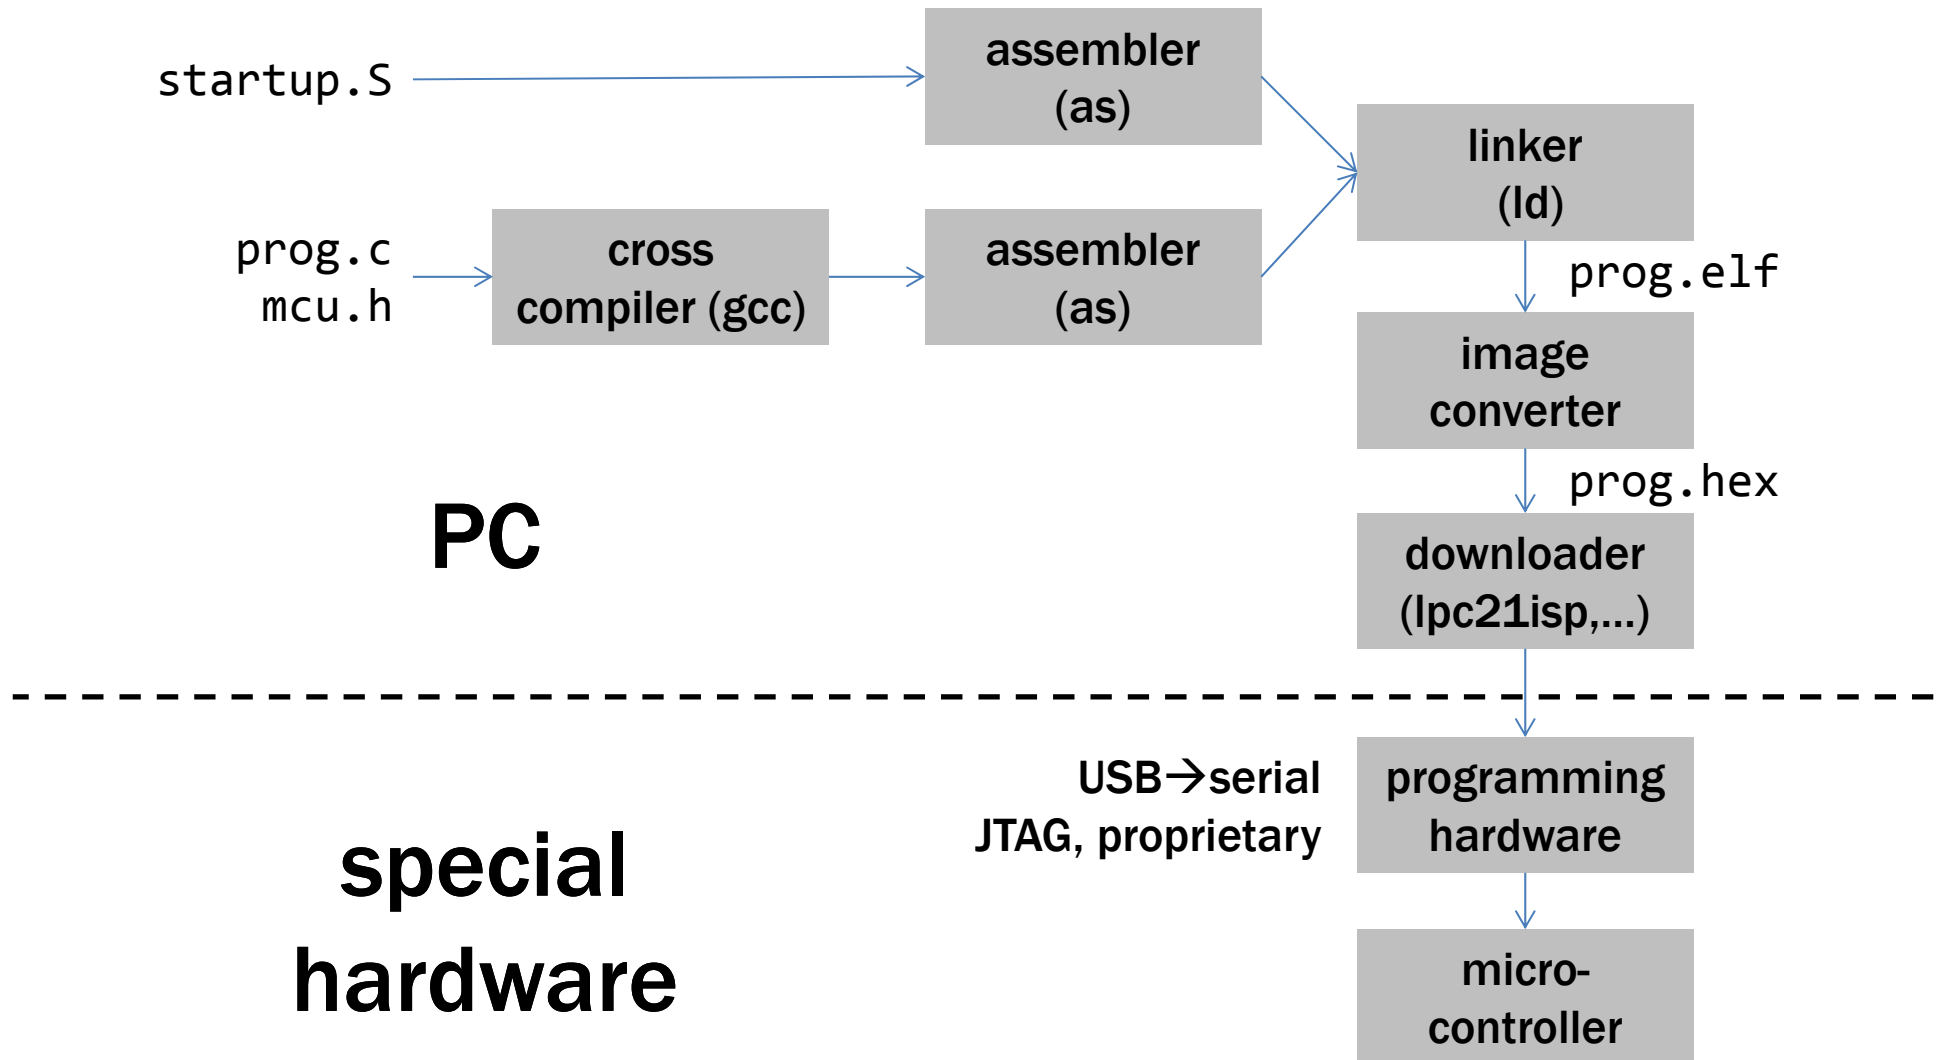 startup.S
assembler
(as)
linker
(ld)
prog.c
mcu.h
cross
compiler (gcc)
assembler
(as)
prog.elf
image
converter
prog.hex
PC
downloader
(lpc21isp,...)
USB→serial
JTAG, proprietary
programming
hardware
special
hardware
micro-
controller